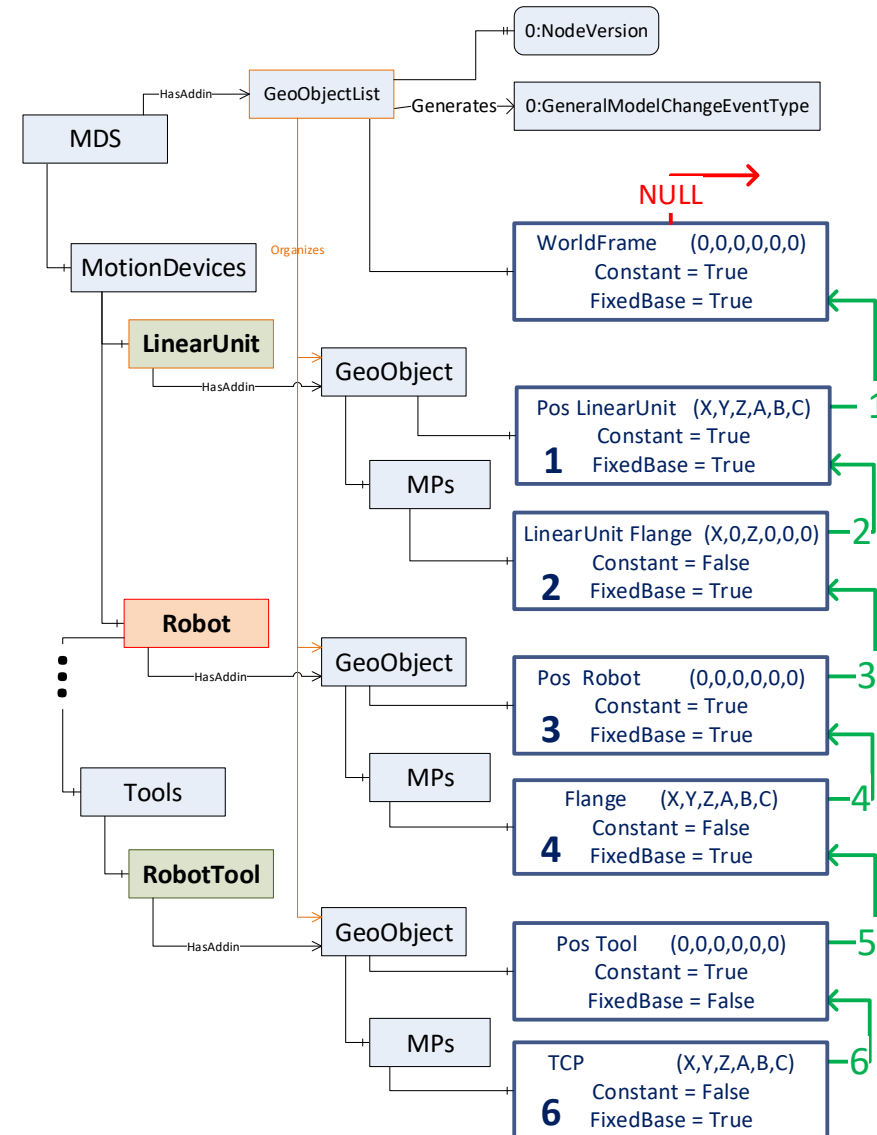 0:NodeVersion
HasAddin
GeoObjectList
Generates
0:GeneralModelChangeEventType
MDS
NULL
Organizes
WorldFrame (0,0,0,0,0,0)
Constant = True
FixedBase = True
MotionDevices
LinearUnit
HasAddin
GeoObject
Pos LinearUnit (X,Y,Z,A,B,C)
Constant = True
1 FixedBase = True
1
MPs
LinearUnit Flange (X,0,Z,0,0,0)
Constant = False
2 FixedBase = True
2
Robot
HasAddin
GeoObject
Pos Robot (0,0,0,0,0,0)
Constant = True
3 FixedBase = True
3
MPs
Flange (X,Y,Z,A,B,C)
Constant = False
4 FixedBase = True
4
Tools
RobotTool
HasAddin
GeoObject
Pos Tool (0,0,0,0,0,0)
Constant = True
FixedBase = False
5
MPs
TCP (X,Y,Z,A,B,C)
Constant = False
6 FixedBase = True
6